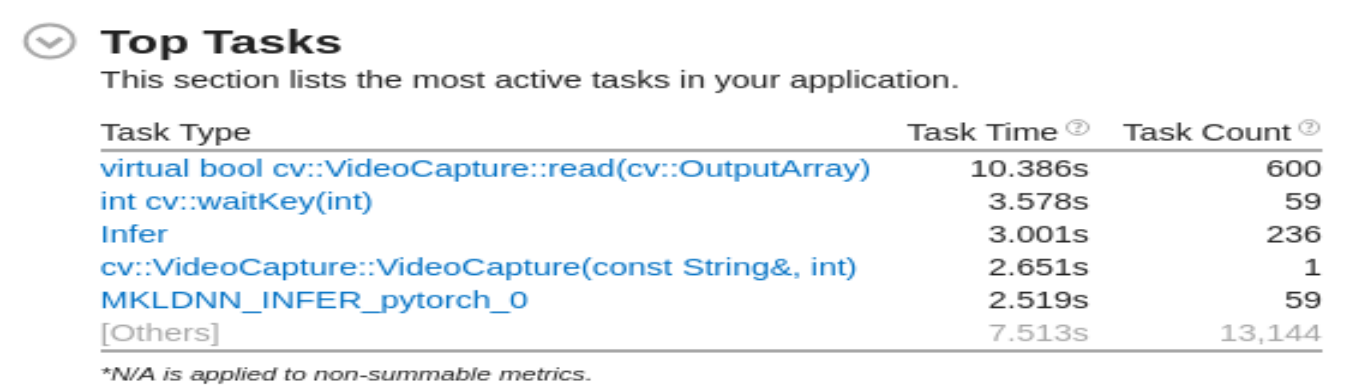 Top Tasks
This section lists the most active tasks in your application.
Task Type Task Time ? Task Count ?
virtual bool cv::VideoCapture::read(cv::OutputArray) 10.386s 600
int cv::waitKey(int) 3.578s 59
Infer 3.001s 236
cv::VideoCapture::VideoCapture(const String&, int) 2.651s 1
MKLDNN_INFER_pytorch_0 2.519s 59
[Others] 7.513s 13,144
*N/A is applied to non-summable metrics.